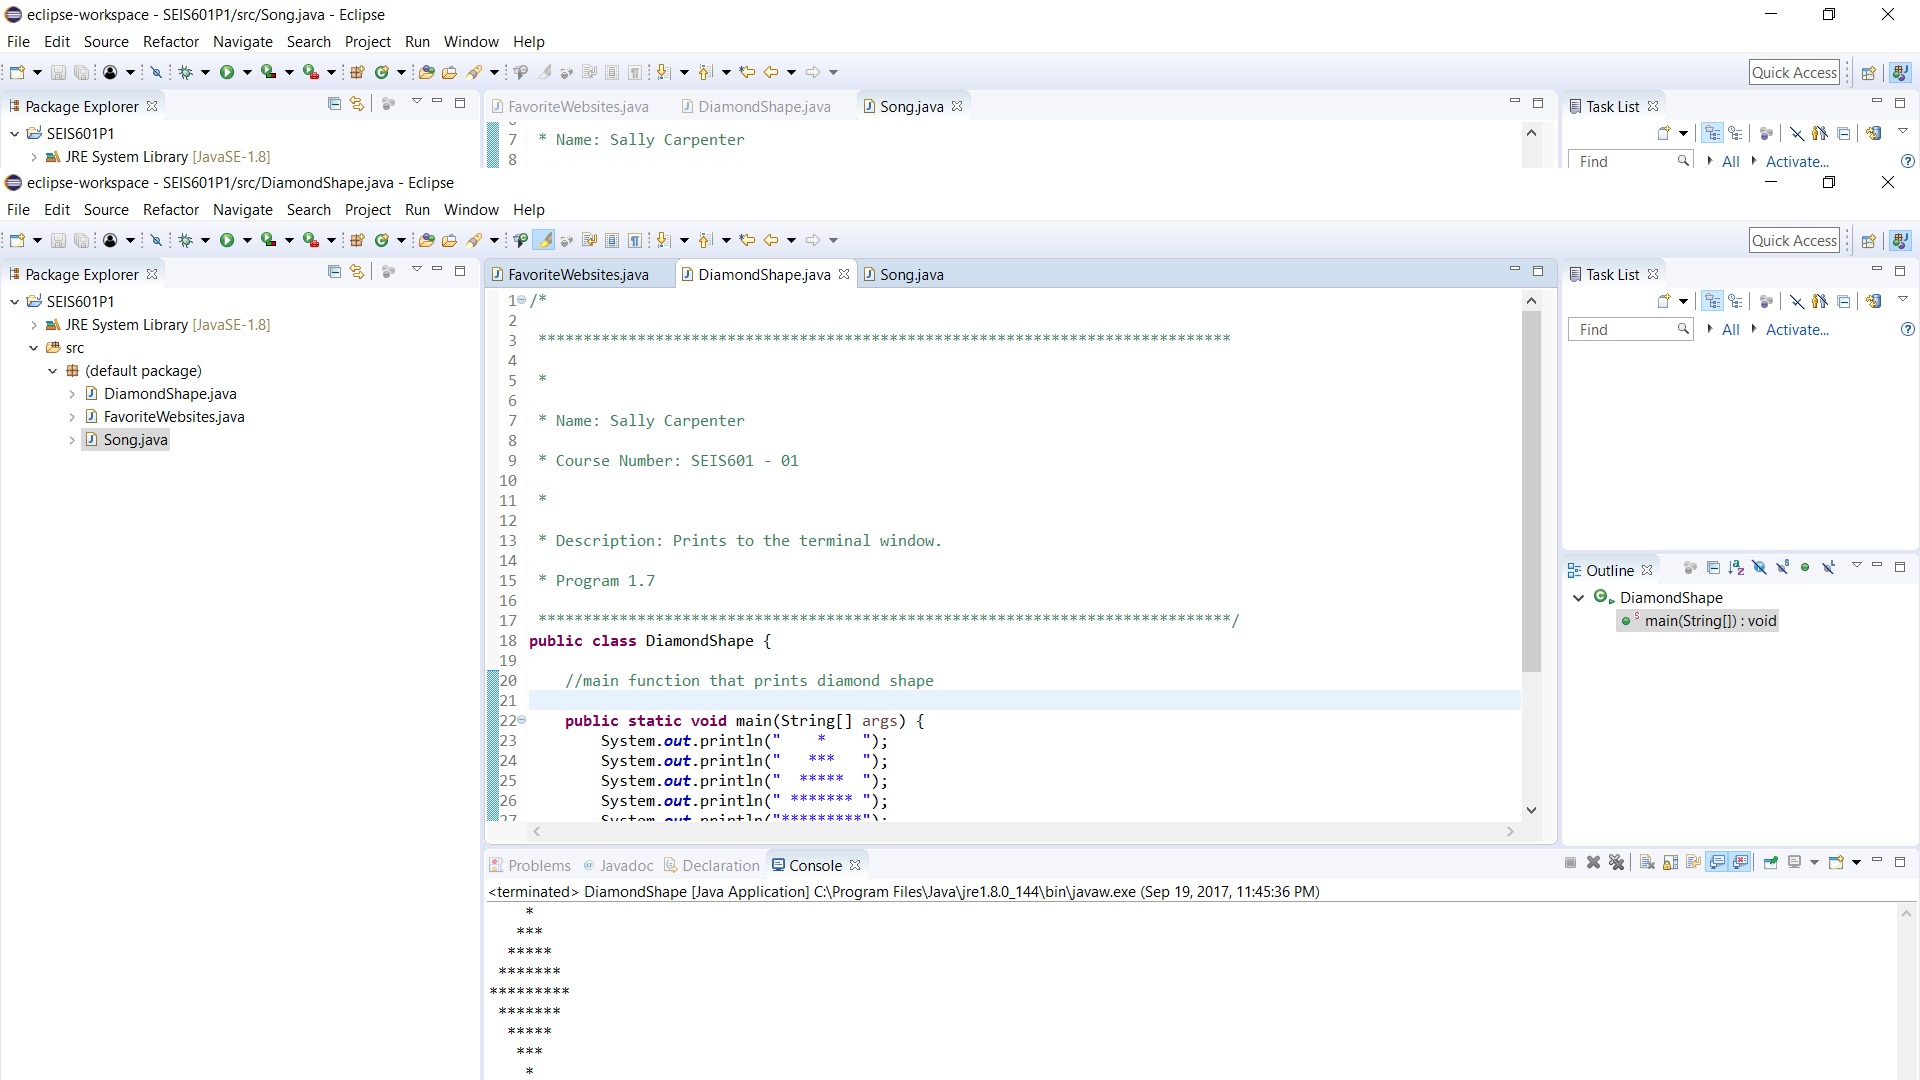 eclipse-workspace - SEIS601P1/src/Song.java - Eclipse
File Edit Source Refactor Navigate Search Project Run Window Help
Quick Access
Package Explorer
FavoriteWebsites.java DiamondShape.java Song.java
Task List
SEIS601P1
JRE System Library [JavaSE-1.8]
7 * Name: Sally Carpenter
8
Find All Activate...
eclipse-workspace - SEIS601P1/src/DiamondShape.java - Eclipse
File Edit Source Refactor Navigate Search Project Run Window Help
Quick Access
Package Explorer
SEIS601P1
JRE System Library [JavaSE-1.8]
src
(default package)
DiamondShape.java
FavoriteWebsites.java
Song.java
FavoriteWebsites.java DiamondShape.java Song.java
1 /*
2
3 *****************************************************************************
4
5 *
6
7 * Name: Sally Carpenter
8
9 * Course Number: SEIS601 - 01
10
11 *
12
13 * Description: Prints to the terminal window.
14
15 * Program 1.7
16
17 *****************************************************************************/
18 public class DiamondShape {
19
20 //main function that prints diamond shape
21
22 public static void main(String[] args) {
23 System.out.println("    *    ");
24 System.out.println("   ***   ");
25 System.out.println("  *****  ");
26 System.out.println(" ******* ");
27 System.out.println("*********");
Task List
Find All Activate...
Outline
DiamondShape
main(String[]) : void
Problems @ Javadoc Declaration Console
<terminated> DiamondShape [Java Application] C:\Program Files\Java\jre1.8.0_144\bin\javaw.exe (Sep 19, 2017, 11:45:36 PM)
    *
   ***
  *****
 *******
*********
 *******
  *****
   ***
    *